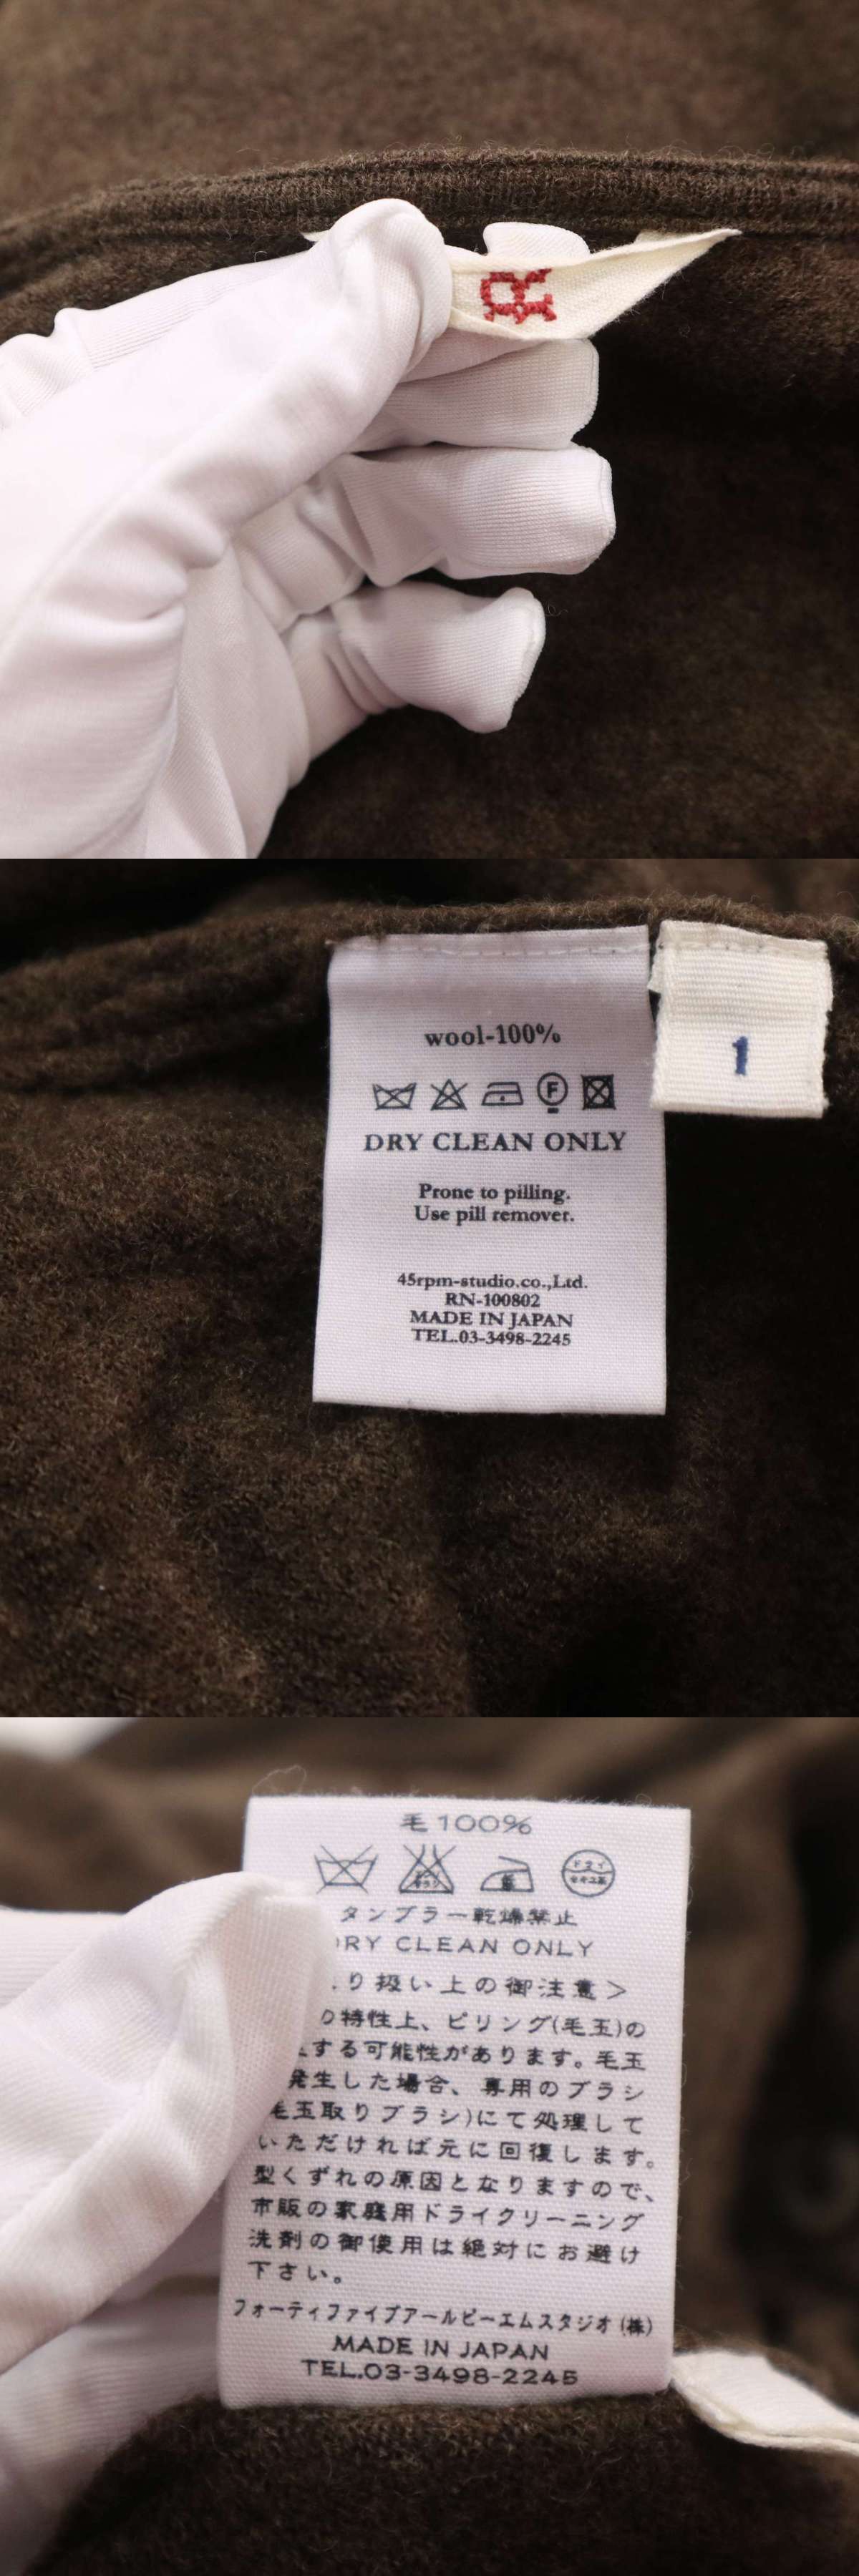 R
wool-100%
F
DRY CLEAN ONLY
Prone to pilling.
Use pill remover.
45rpm-studio.co.,Ltd.
RN-100802
MADE IN JAPAN
TEL.03-3498-2245
1
毛100%
ドライ
セキユ系
タンブラー乾燥禁止
RY CLEAN ONLY
り扱い上の御注意>
の特性上、ピリング(毛玉)の
する可能性があります。毛玉
発生した場合、専用のブラシ
毛玉取りブラシ)にて処理して
いただければ元に回復します。
型くずれの原因となりますので、
市販の家庭用ドライクリーニング
洗剤の御使用は絶対にお避け
下さい。
フォーティファイブアールピーエムスタジオ(株)
MADE IN JAPAN
TEL.03-3498-2245